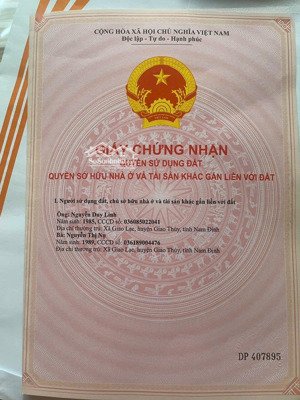 CỘNG HÒA XÃ HỘI CHỦ NGHĨA VIỆT NAM
Độc lập - Tự do - Hạnh phúc
GIẤY CHỨNG NHẬN
QUYỀN SỬ DỤNG ĐẤT
QUYỀN SỞ HỮU NHÀ Ở VÀ TÀI SẢN KHÁC GẮN LIỀN VỚI ĐẤT
I. Người sử dụng đất, chủ sở hữu nhà ở và tài sản khác gắn liền với đất
Ông: Nguyễn Duy Linh
Năm sinh: 1985, CCCD số: 036085022041
Địa chỉ thường trú: Xã Giao Lạc, huyện Giao Thủy, tỉnh Nam Định
Bà: Nguyễn Thị Nụ
Năm sinh: 1989, CCCD số: 036189004476
Địa chỉ thường trú: Xã Giao Lạc, huyện Giao Thủy, tỉnh Nam Định
DP 407895